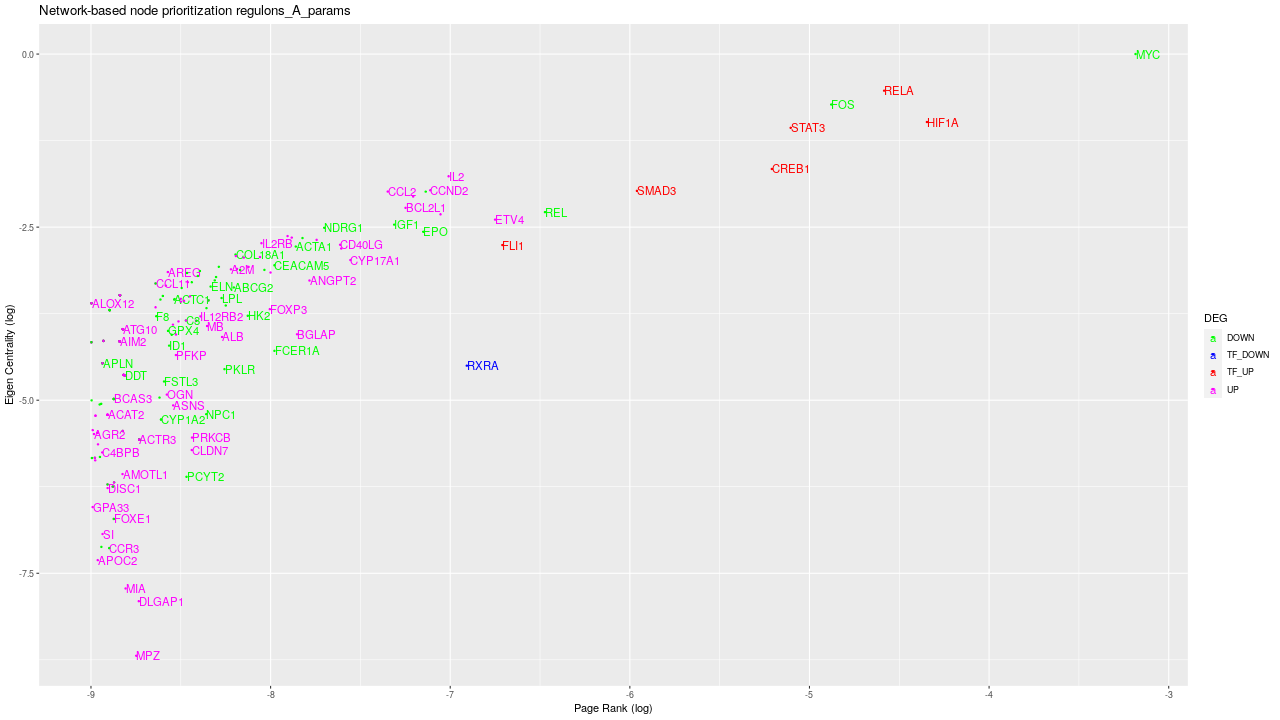 Network-based node prioritization regulons_A_params
Eigen Centrality (log)
0.0
-2.5
-5.0
-7.5
MYC
RELA
FOS
HIF1A
STAT3
CREB1
IL2
SMAD3
CCL2
CCND2
BCL2L1
REL
ETV4
IGF1
NDRG1
EPO
IL2RB
CD40LG
FLI1
ACTA1
COL18A1
CYP17A1
CEACAM5
AREG
A2M
ANGPT2
CCL11
ELN
ABCG2
ACTC1
LPL
ALOX12
FOXP3
F8
IL12RB2
HK2
C8
MB
ATG10
GPX4
BGLAP
ALB
AIM2
ID1
FCER1A
PFKP
APLN
RXRA
PKLR
DDT
FSTL3
OGN
BCAS3
ASNS
ACAT2
NPC1
CYP1A2
AGR2
PRKCB
ACTR3
CLDN7
C4BPB
AMOTL1
PCYT2
DISC1
GPA33
FOXE1
SI
CCR3
APOC2
MIA
DLGAP1
MPZ
-9
-8
-7
-6
-5
-4
-3
Page Rank (log)
DEG
a DOWN
a TF_DOWN
a TF_UP
a UP